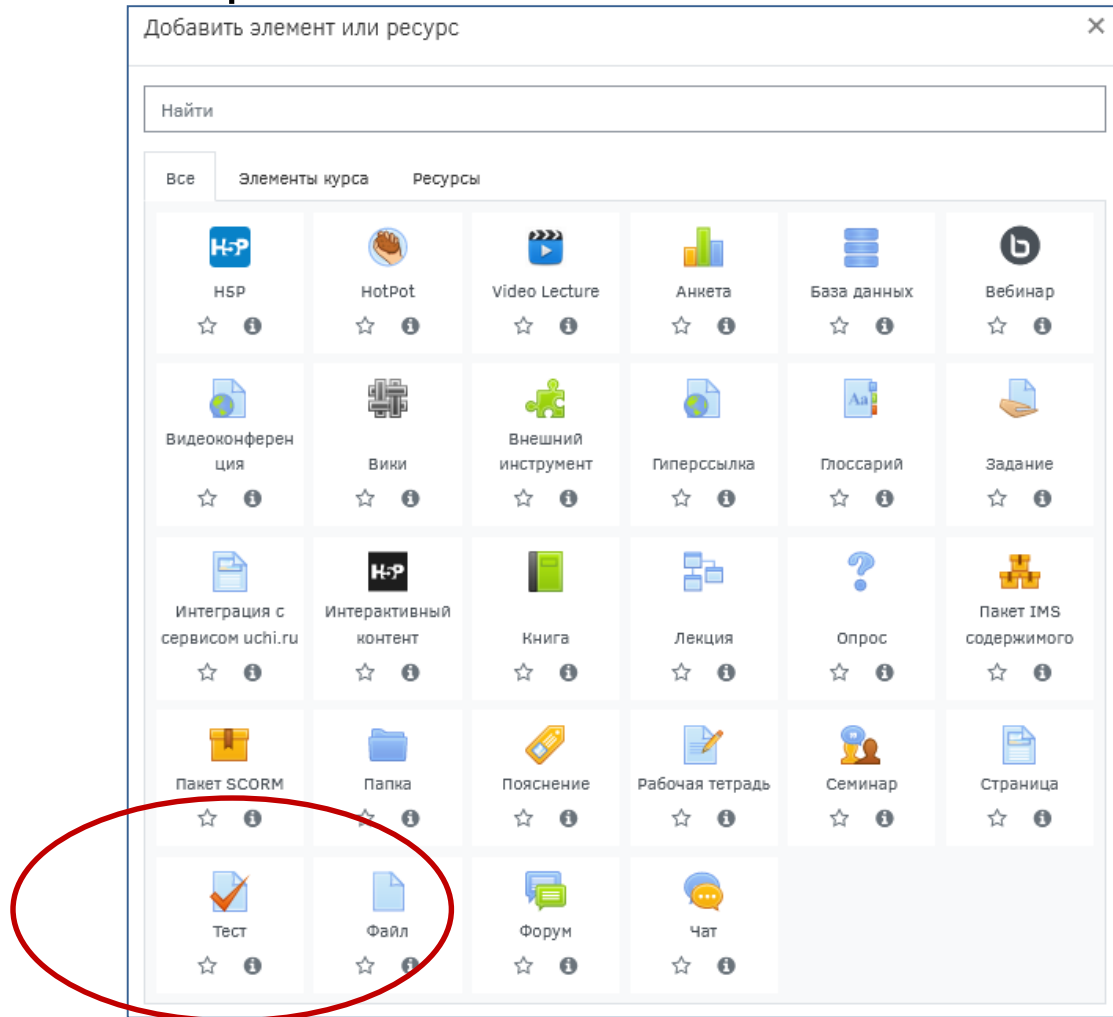 Добавить элемент или ресурс
Найти
Все Элементы курса Ресурсы
H5P HotPot Video Lecture Анкета База данных Вебинар
Видеоконферен
ция Вики Внешний
инструмент Гиперссылка Глоссарий Задание
Интеграция с
сервисом uchi.ru Интерактивный
контент Книга Лекция Опрос Пакет IMS
содержимого
Пакет SCORM Папка Пояснение Рабочая тетрадь Семинар Страница
Тест Файл Форум Чат